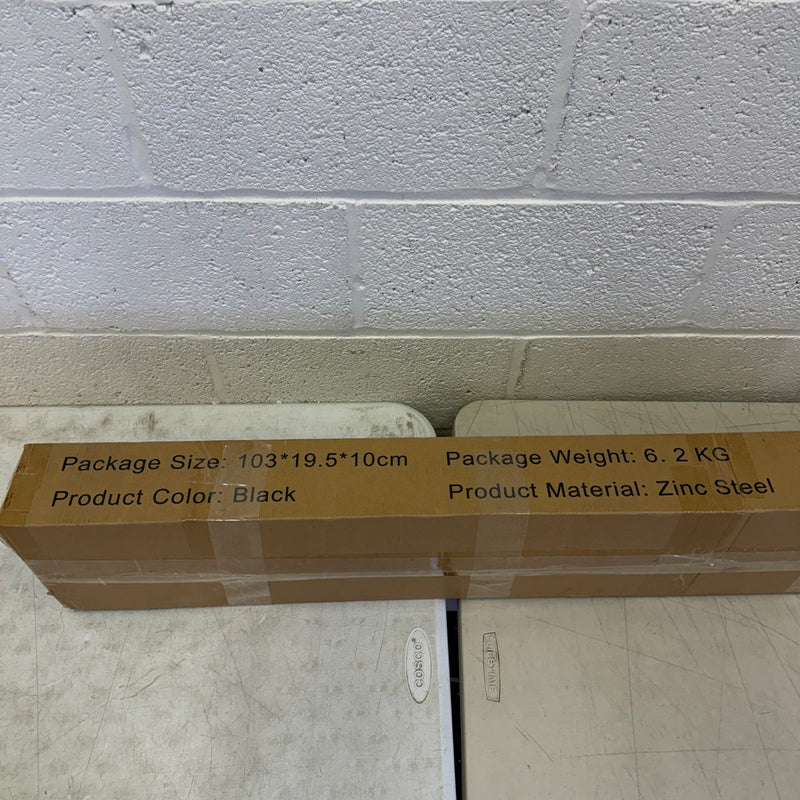 Package Size: 103*19.5*10cm
Package Weight: 6. 2 KG
Product Color: Black
Product Material: Zinc Steel
COSCO
LIFETIME